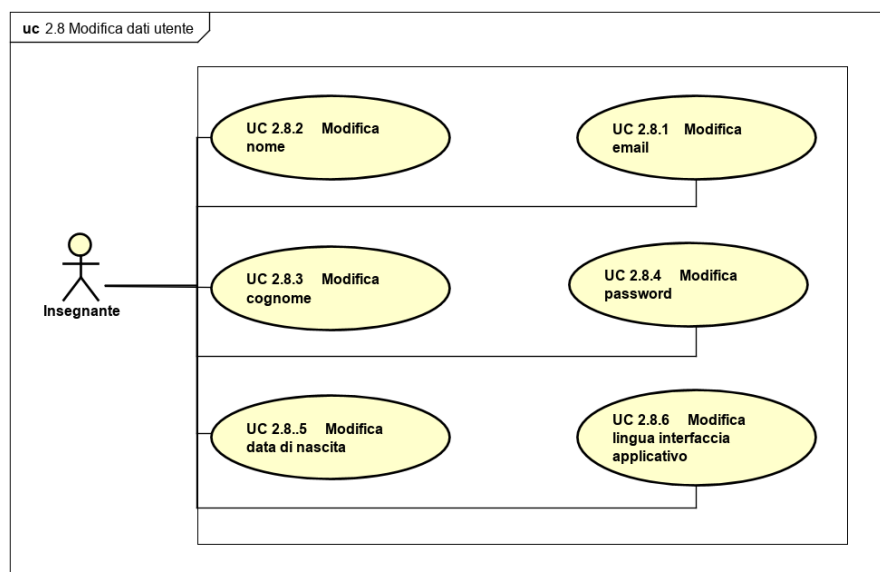 uc 2.8 Modifica dati utente
UC 2.8.2 Modifica
nome
UC 2.8.1 Modifica
email
UC 2.8.3 Modifica
cognome
UC 2.8.4 Modifica
password
Insegnante
UC 2.8..5 Modifica
data di nascita
UC 2.8.6 Modifica
lingua interfaccia
applicativo